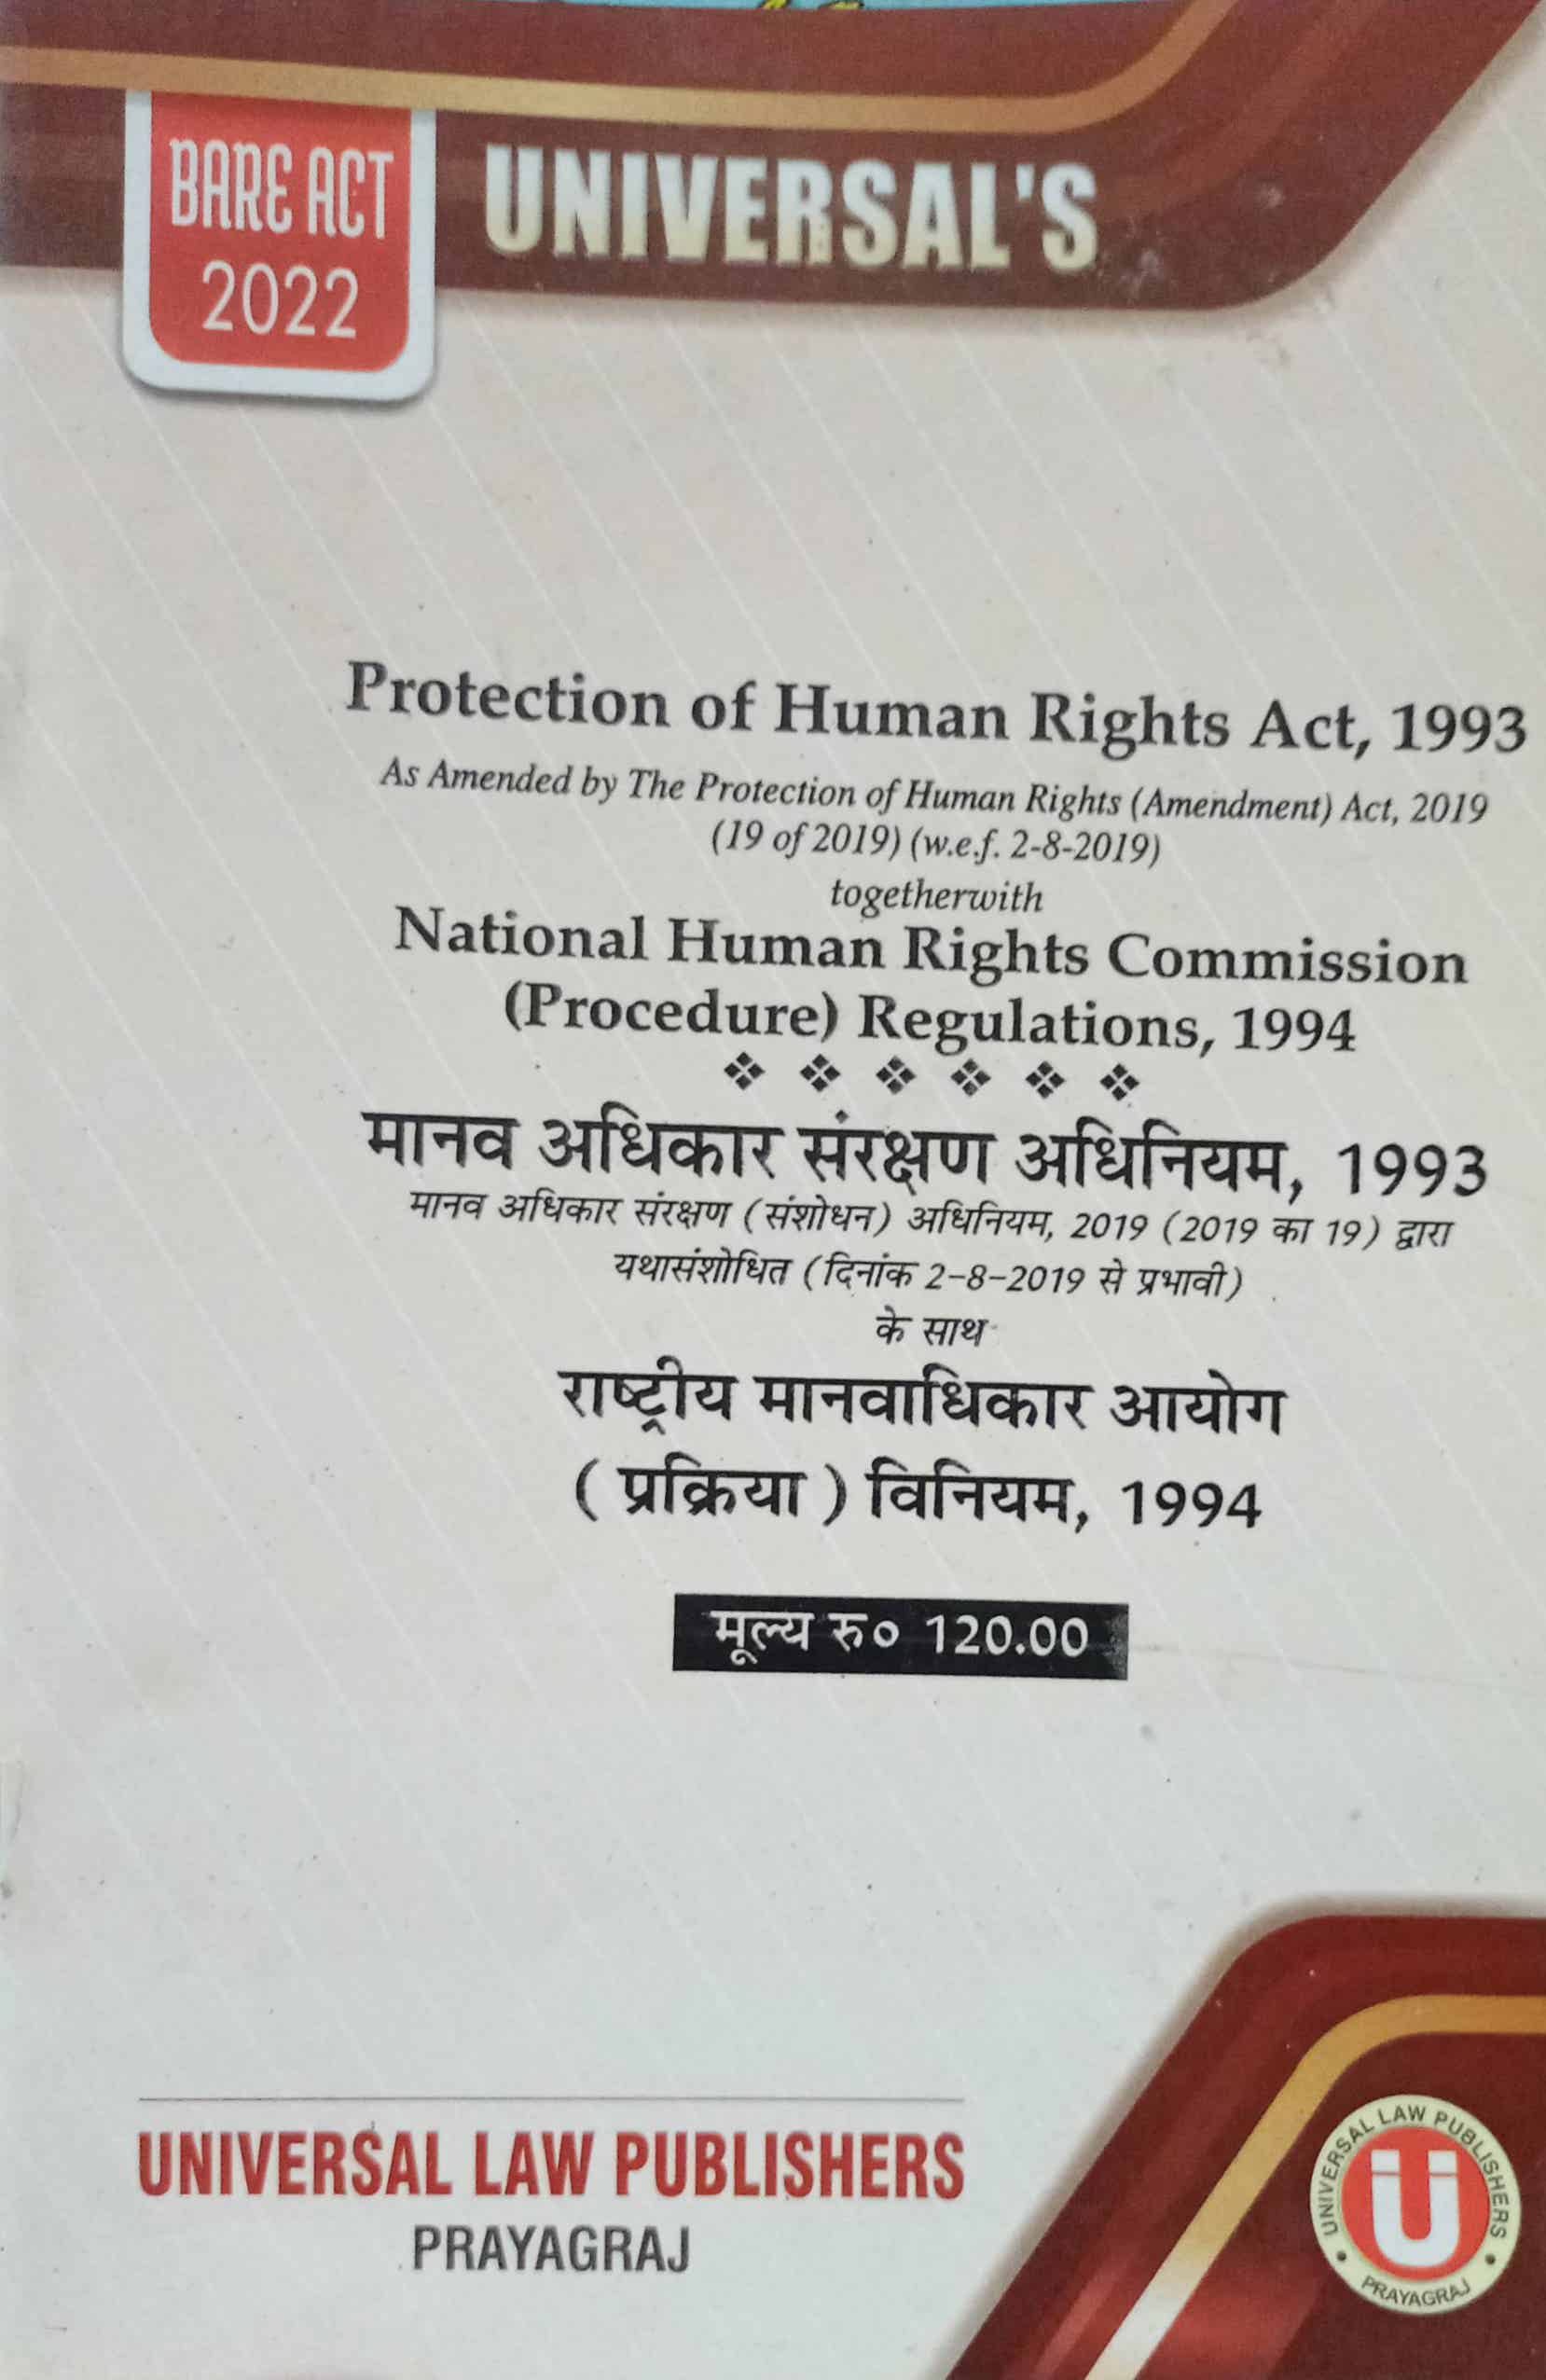 BARE ACT
2022
UNIVERSAL'S
Protection of Human Rights Act, 1993
As Amended by The Protection of Human Rights (Amendment) Act, 2019
(19 of 2019) (w.e.f. 2-8-2019)
togetherwith
National Human Rights Commission
(Procedure) Regulations, 1994
मानव अधिकार संरक्षण अधिनियम, 1993
मानव अधिकार संरक्षण (संशोधन) अधिनियम, 2019 (2019 का 19) द्वारा
यथासंशोधित (दिनांक 2-8-2019 से प्रभावी)
के साथ
राष्ट्रीय मानवाधिकार आयोग
( प्रक्रिया ) विनियम, 1994
मूल्य रु० 120.00
UNIVERSAL LAW PUBLISHERS
PRAYAGRAJ
UNIVERSAL LAW PUBLISHERS
U
PRAYAGRAJ